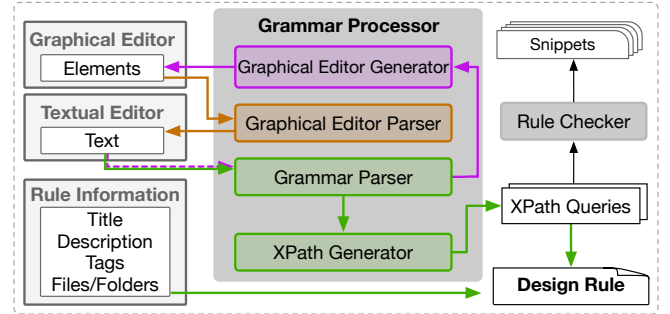 Graphical Editor
Elements
Textual Editor
Text
Rule Information
Title
Description
Tags
Files/Folders
Grammar Processor
Graphical Editor Generator
Graphical Editor Parser
Grammar Parser
XPath Generator
Snippets
Rule Checker
XPath Queries
Design Rule